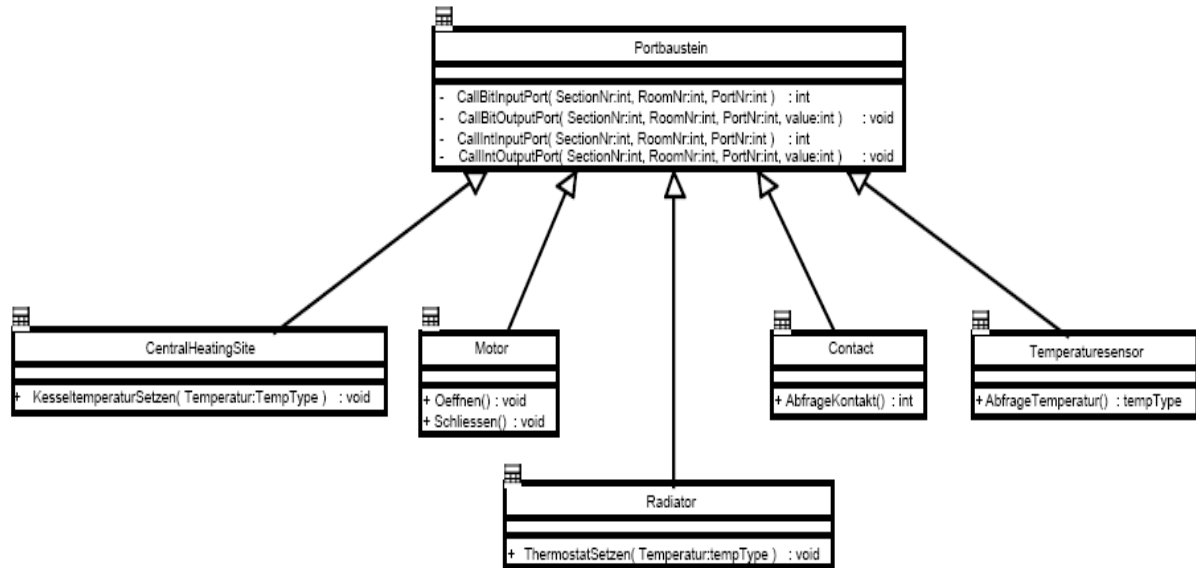 Portbaustein
- CallBitInputPort( SectionNr:int, RoomNr:int, PortNr:int ) : int
- CallBitOutputPort( SectionNr:int, RoomNr:int, PortNr:int, value:int ) : void
- CallIntInputPort( SectionNr:int, RoomNr:int, PortNr:int ) : int
- CallIntOutputPort( SectionNr:int, RoomNr:int, PortNr:int, value:int ) : void
CentralHeatingSite
+ KesseltemperaturSetzen( Temperatur:TempType ) : void
Motor
+ Oeffnen() : void
+ Schliessen() : void
Contact
+ AbfrageKontakt() : int
Temperaturesensor
+ AbfrageTemperatur() : tempType
Radiator
+ ThermostatSetzen( Temperatur:tempType ) : void